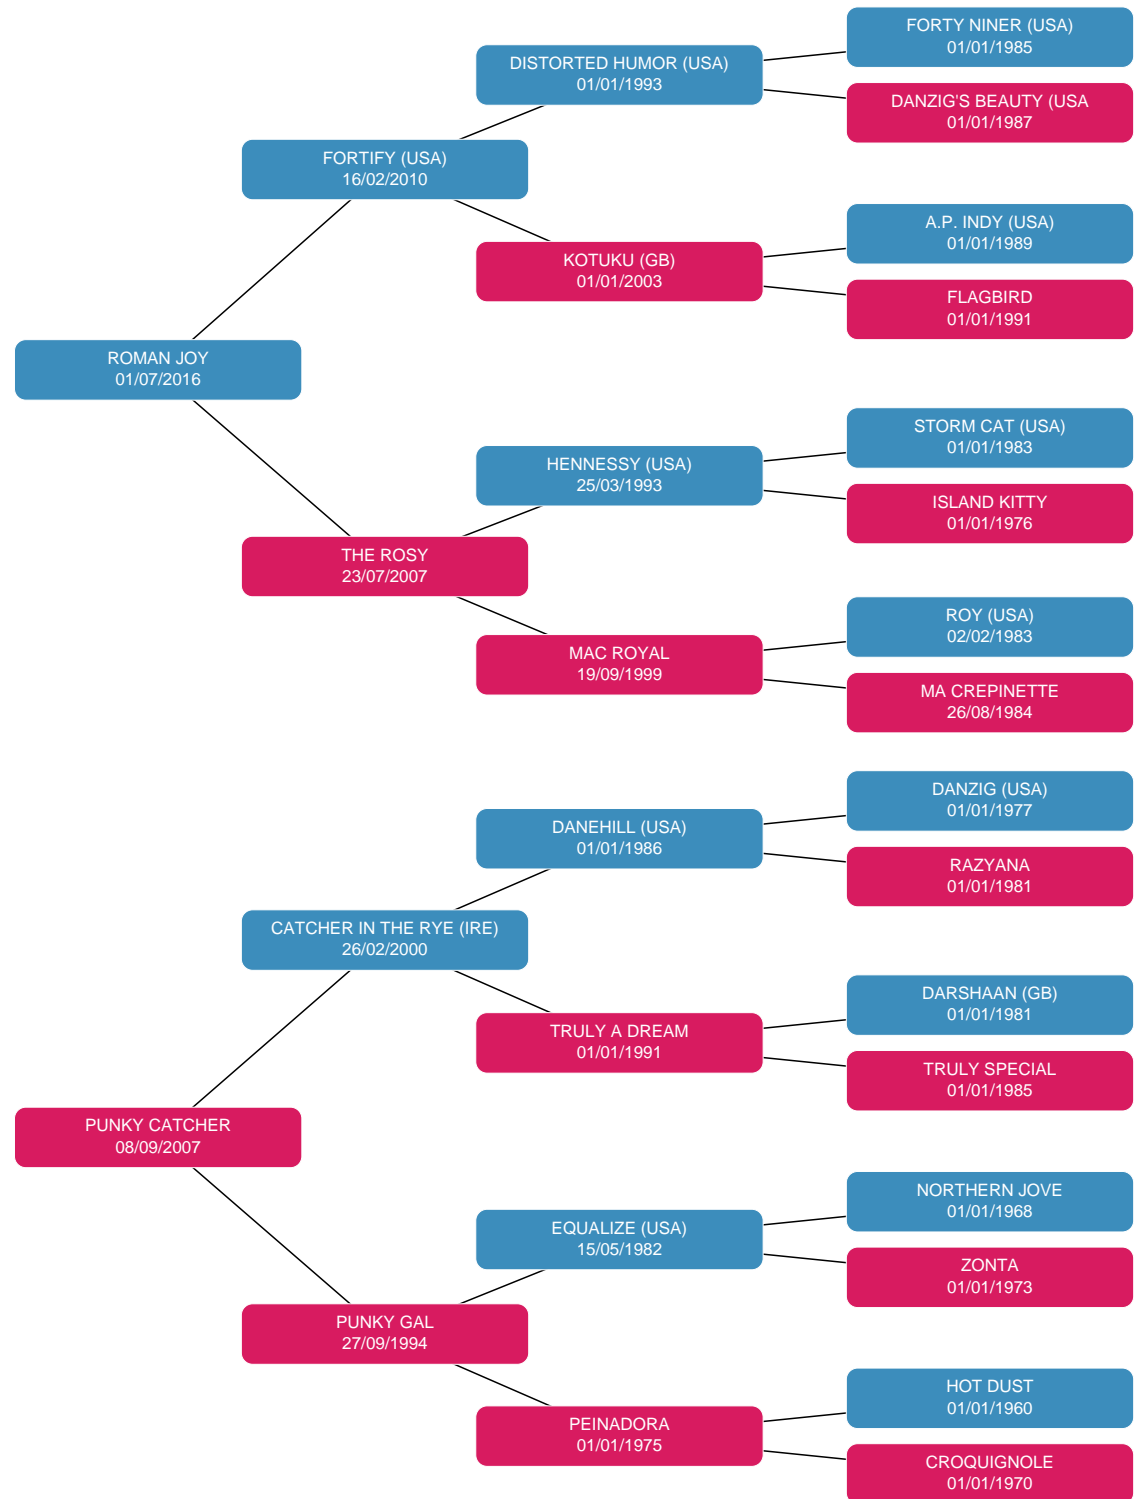 FORTY NINER (USA)
01/01/1985
DISTORTED HUMOR (USA)
01/01/1993
DANZIG'S BEAUTY (USA
01/01/1987
FORTIFY (USA)
16/02/2010
A.P. INDY (USA)
01/01/1989
KOTUKU (GB)
01/01/2003
FLAGBIRD
01/01/1991
ROMAN JOY
01/07/2016
STORM CAT (USA)
01/01/1983
HENNESSY (USA)
25/03/1993
ISLAND KITTY
01/01/1976
THE ROSY
23/07/2007
ROY (USA)
02/02/1983
MAC ROYAL
19/09/1999
MA CREPINETTE
26/08/1984
DANZIG (USA)
01/01/1977
DANEHILL (USA)
01/01/1986
RAZYANA
01/01/1981
CATCHER IN THE RYE (IRE)
26/02/2000
DARSHAAN (GB)
01/01/1981
TRULY A DREAM
01/01/1991
TRULY SPECIAL
01/01/1985
PUNKY CATCHER
08/09/2007
NORTHERN JOVE
01/01/1968
EQUALIZE (USA)
15/05/1982
ZONTA
01/01/1973
PUNKY GAL
27/09/1994
HOT DUST
01/01/1960
PEINADORA
01/01/1975
CROQUIGNOLE
01/01/1970